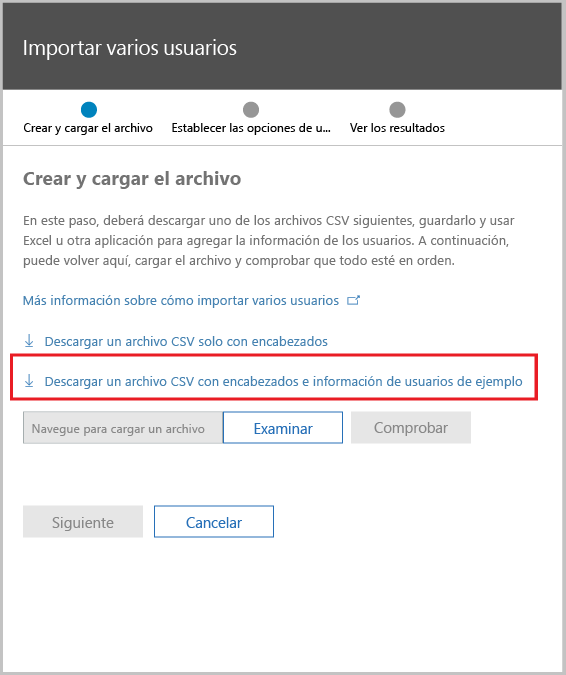 Importar varios usuarios
Crear y cargar el archivo
Establecer las opciones de u...
Ver los resultados
Crear y cargar el archivo
En este paso, deberá descargar uno de los archivos CSV siguientes, guardarlo y usar
Excel u otra aplicación para agregar la información de los usuarios. A continuación,
puede volver aquí, cargar el archivo y comprobar que todo esté en orden.
Más información sobre cómo importar varios usuarios
Descargar un archivo CSV solo con encabezados
Descargar un archivo CSV con encabezados e información de usuarios de ejemplo
Navegue para cargar un archivo
Examinar
Comprobar
Siguiente
Cancelar